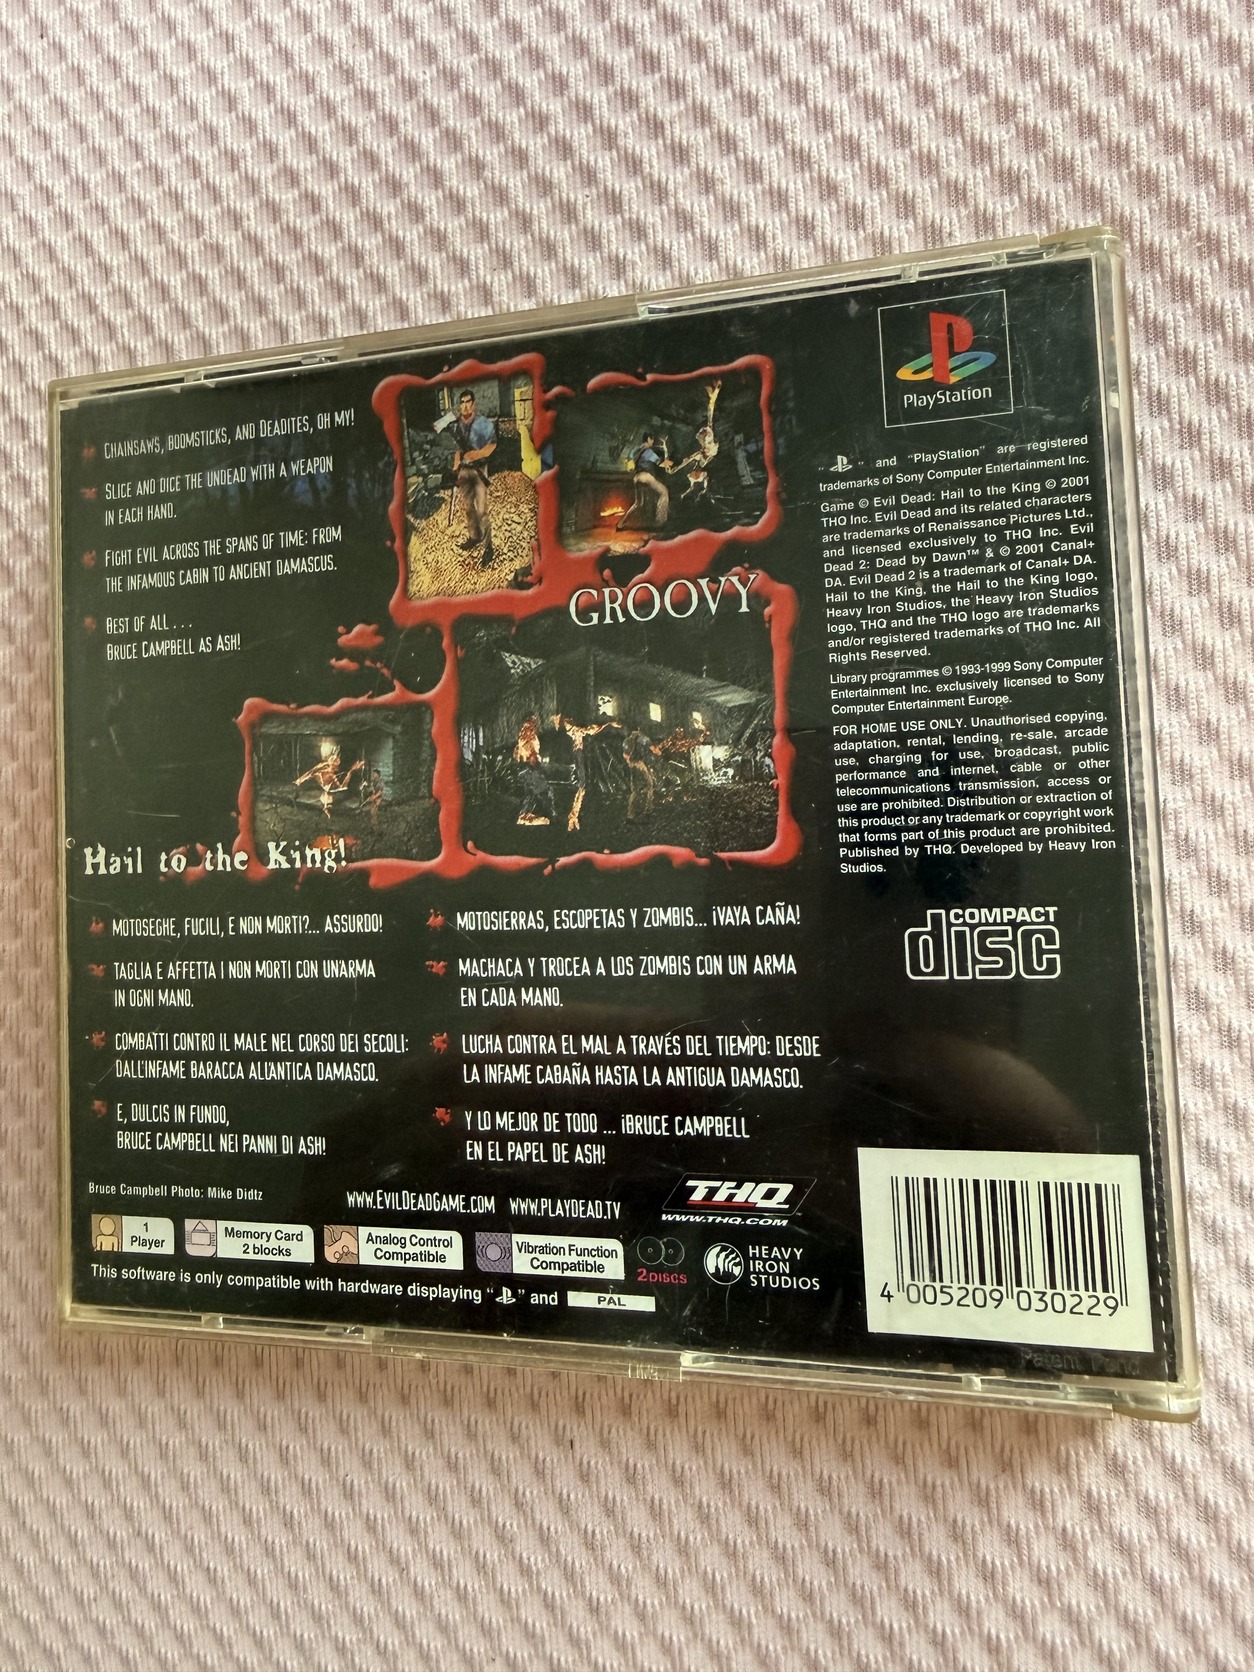 CHAINSAWS, BOOMSTICKS, AND DEADITES, OH MY!
SLICE AND DICE THE UNDEAD WITH A WEAPON
IN EACH HAND.
FIGHT EVIL ACROSS THE SPANS OF TIME: FROM
THE INFAMOUS CABIN TO ANCIENT DAMASCUS.
BEST OF ALL . . .
BRUCE CAMPBELL AS ASH!
GROOVY
Hail to the King!
MOTOSEGHE, FUCILI, E NON MORTI?... ASSURDO!
TAGLIA E AFFETTA I NON MORTI CON UN'ARMA
IN OGNI MANO.
COMBATTI CONTRO IL MALE NEL CORSO DEI SECOLI:
DALL'INFAME BARACCA ALL'ANTICA DAMASCO.
E, DULCIS IN FUNDO,
BRUCE CAMPBELL NEI PANNI DI ASH!
MOTOSIERRAS, ESCOPETAS Y ZOMBIS... ¡VAYA CAÑA!
MACHACA Y TROCEA A LOS ZOMBIS CON UN ARMA
EN CADA MANO.
LUCHA CONTRA EL MAL A TRAVÉS DEL TIEMPO: DESDE
LA INFAME CABAÑA HASTA LA ANTIGUA DAMASCO.
Y LO MEJOR DE TODO ... ¡BRUCE CAMPBELL
EN EL PAPEL DE ASH!
Bruce Campbell Photo: Mike Didtz
WWW.EVILDEADGAME.COM WWW.PLAYDEAD.TV
THQ
WWW.THQ.COM
1
Player
Memory Card
2 blocks
Analog Control
Compatible
Vibration Function
Compatible
2 DISCS
HEAVY
IRON
STUDIOS
This software is only compatible with hardware displaying " " and PAL
PlayStation
" " and "PlayStation" are registered
trademarks of Sony Computer Entertainment Inc.
Game © Evil Dead: Hail to the King © 2001
THQ Inc. Evil Dead and its related characters
are trademarks of Renaissance Pictures Ltd.,
and licensed exclusively to THQ Inc. Evil
Dead 2: Dead by Dawn™ & © 2001 Canal+
DA. Evil Dead 2 is a trademark of Canal+ DA.
Hail to the King, the Hail to the King logo,
Heavy Iron Studios, the Heavy Iron Studios
logo, THQ and the THQ logo are trademarks
and/or registered trademarks of THQ Inc. All
Rights Reserved.
Library programmes © 1993-1999 Sony Computer
Entertainment Inc. exclusively licensed to Sony
Computer Entertainment Europe.
FOR HOME USE ONLY. Unauthorised copying,
adaptation, rental, lending, re-sale, arcade
use, charging for use, broadcast, public
performance and internet, cable or other
telecommunications transmission, access or
use are prohibited. Distribution or extraction of
this product or any trademark or copyright work
that forms part of this product are prohibited.
Published by THQ. Developed by Heavy Iron
Studios.
COMPACT
disc
4 005209 030229
Patent Pend